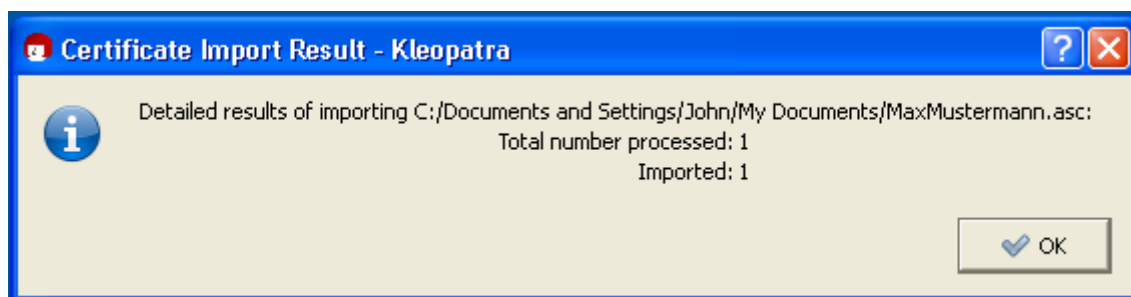 Certificate Import Result - Kleopatra
?
Detailed results of importing C:/Documents and Settings/John/My Documents/MaxMustermann.asc:
Total number processed: 1
Imported: 1
OK